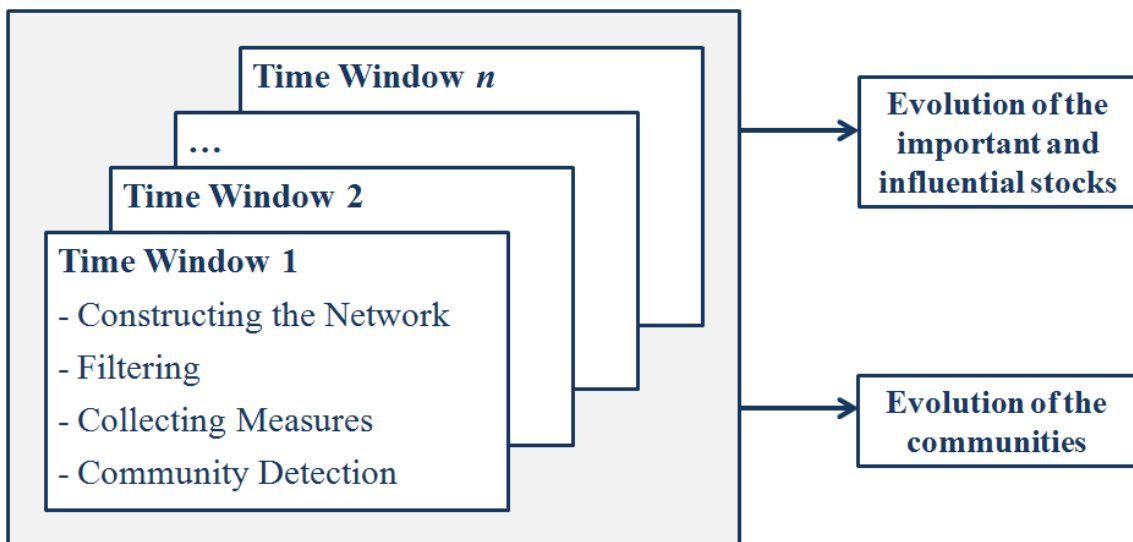 Time Window n
...
Time Window 2
Time Window 1
- Constructing the Network
- Filtering
- Collecting Measures
- Community Detection
Evolution of the
important and
influential stocks
Evolution of the
communities